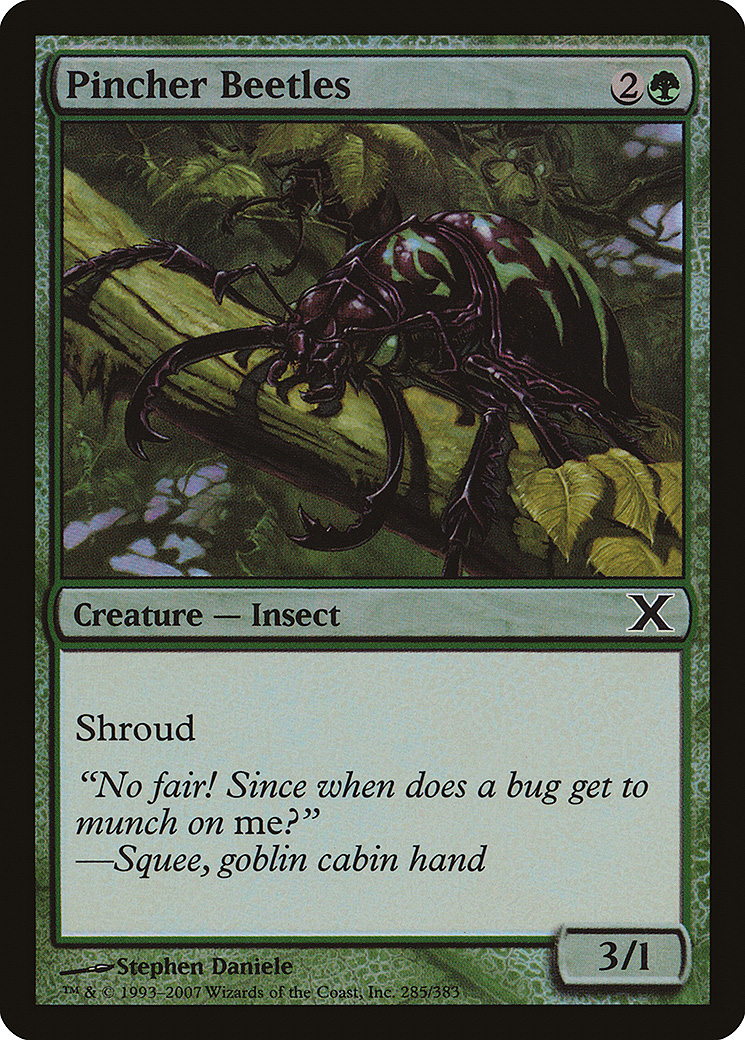 Pincher Beetles 2
Creature — Insect X
Shroud
“No fair! Since when does a bug get to
munch on me?”
—Squee, goblin cabin hand
3/1
Stephen Daniele
™ & © 1993–2007 Wizards of the Coast, Inc. 285/383